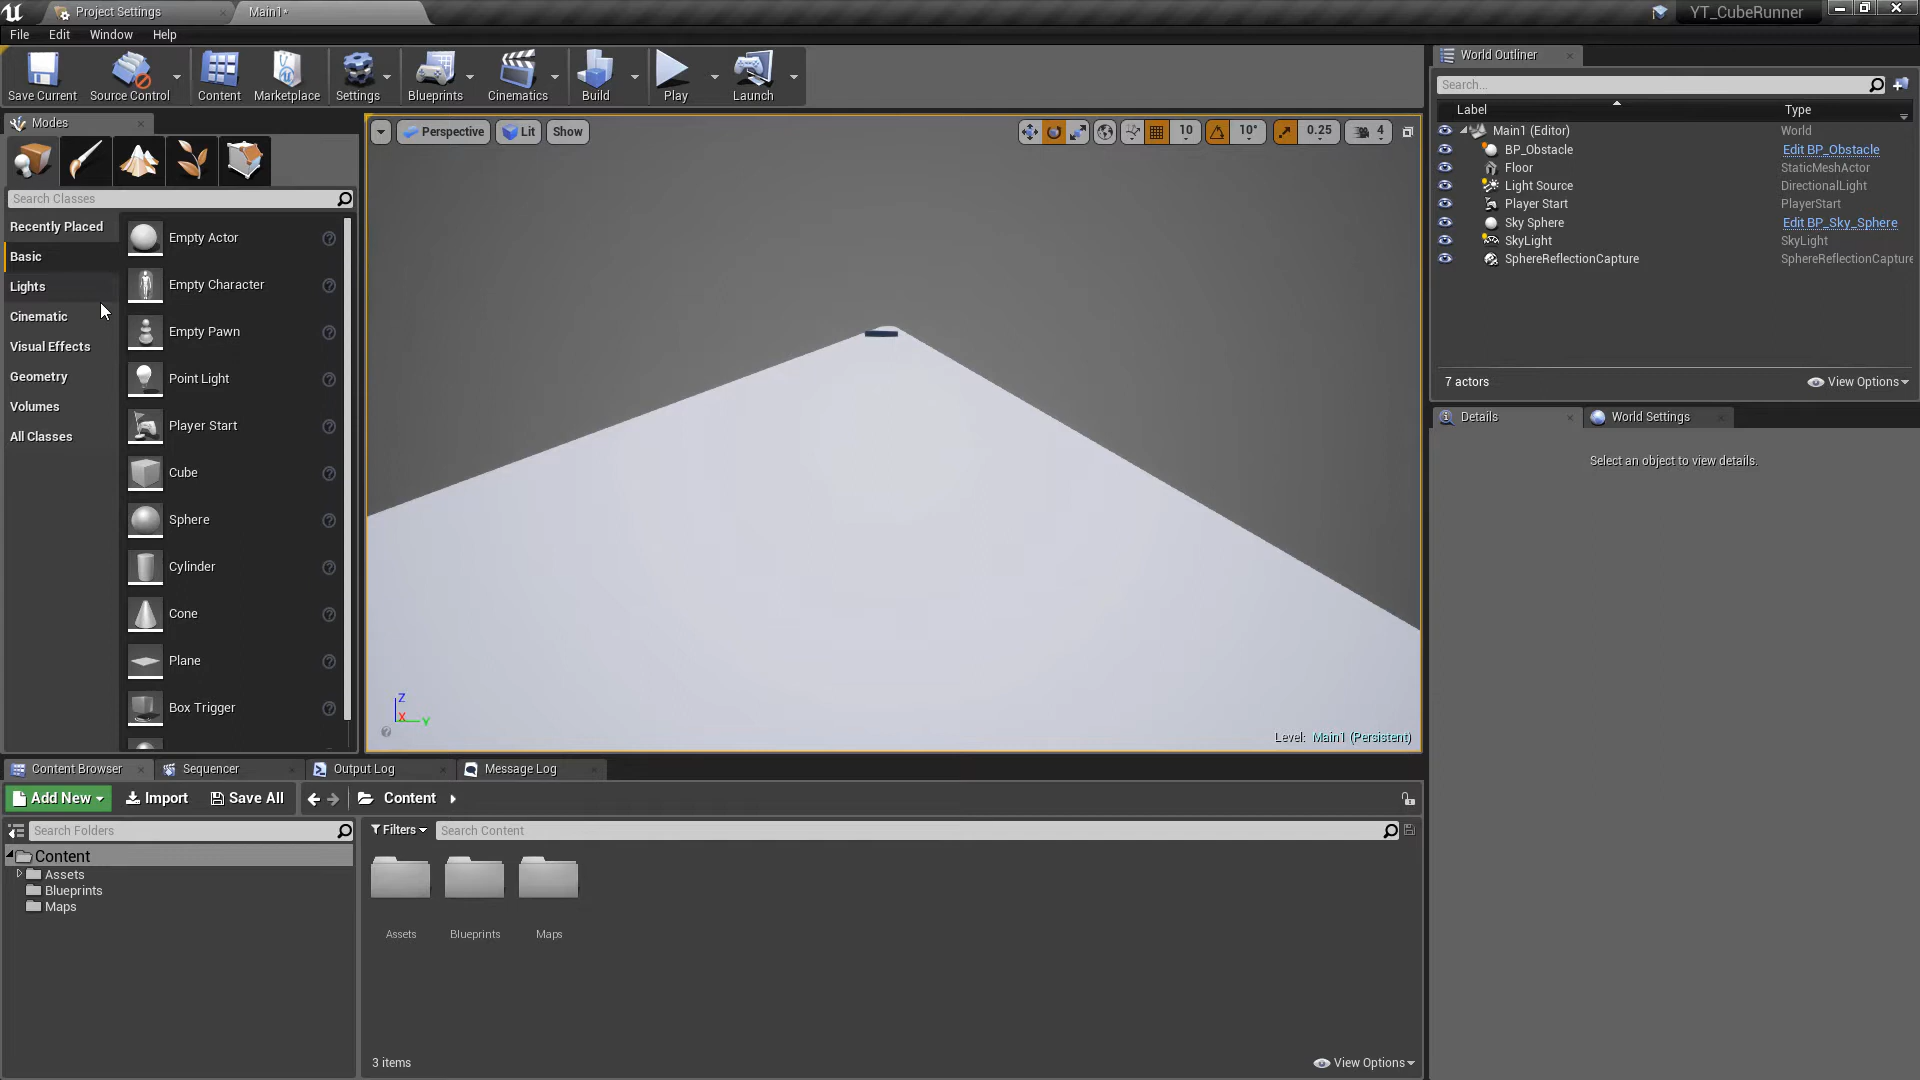 Project Settings
Main1*
YT_CubeRunner
File Edit Window Help
Save Current
Source Control
Content
Marketplace
Settings
Blueprints
Cinematics
Build
Play
Launch
Modes
Search Classes
Recently Placed
Basic
Lights
Cinematic
Visual Effects
Geometry
Volumes
All Classes
Empty Actor
Empty Character
Empty Pawn
Point Light
Player Start
Cube
Sphere
Cylinder
Cone
Plane
Box Trigger
Perspective Lit Show
10 10° 0.25 4
Z
X Y
Level: Main1 (Persistent)
World Outliner
Search...
Label Type
Main1 (Editor) World
BP_Obstacle Edit BP_Obstacle
Floor StaticMeshActor
Light Source DirectionalLight
Player Start PlayerStart
Sky Sphere Edit BP_Sky_Sphere
SkyLight SkyLight
SphereReflectionCapture SphereReflectionCapture
7 actors View Options
Details World Settings
Select an object to view details.
Content Browser Sequencer Output Log Message Log
Add New Import Save All Content
Search Folders
Content
Assets
Blueprints
Maps
Filters Search Content
Assets Blueprints Maps
3 items View Options